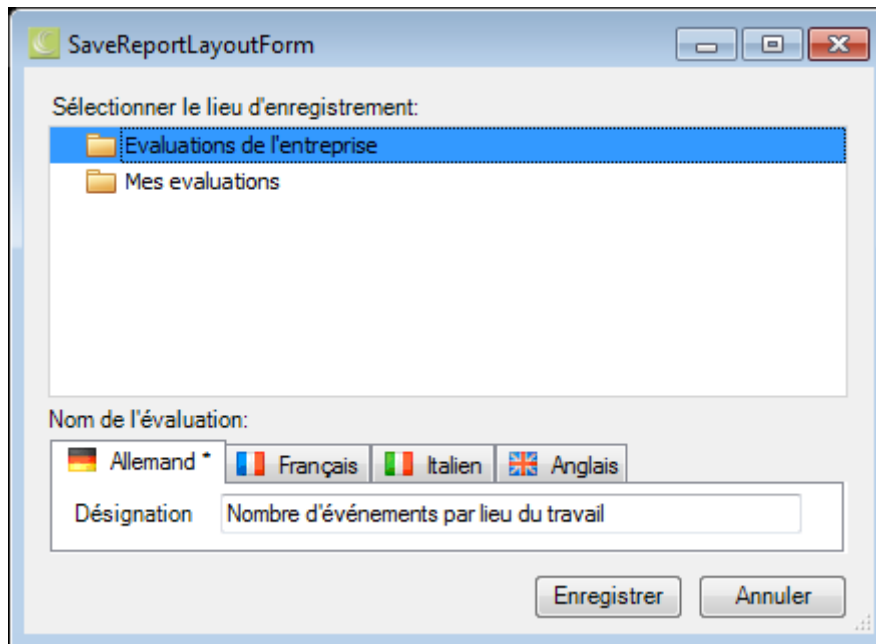 SaveReportLayoutForm
Sélectionner le lieu d'enregistrement:
Evaluations de l'entreprise
Mes evaluations
Nom de l'évaluation:
Allemand * Français Italien Anglais
Désignation Nombre d'événements par lieu du travail
Enregistrer Annuler